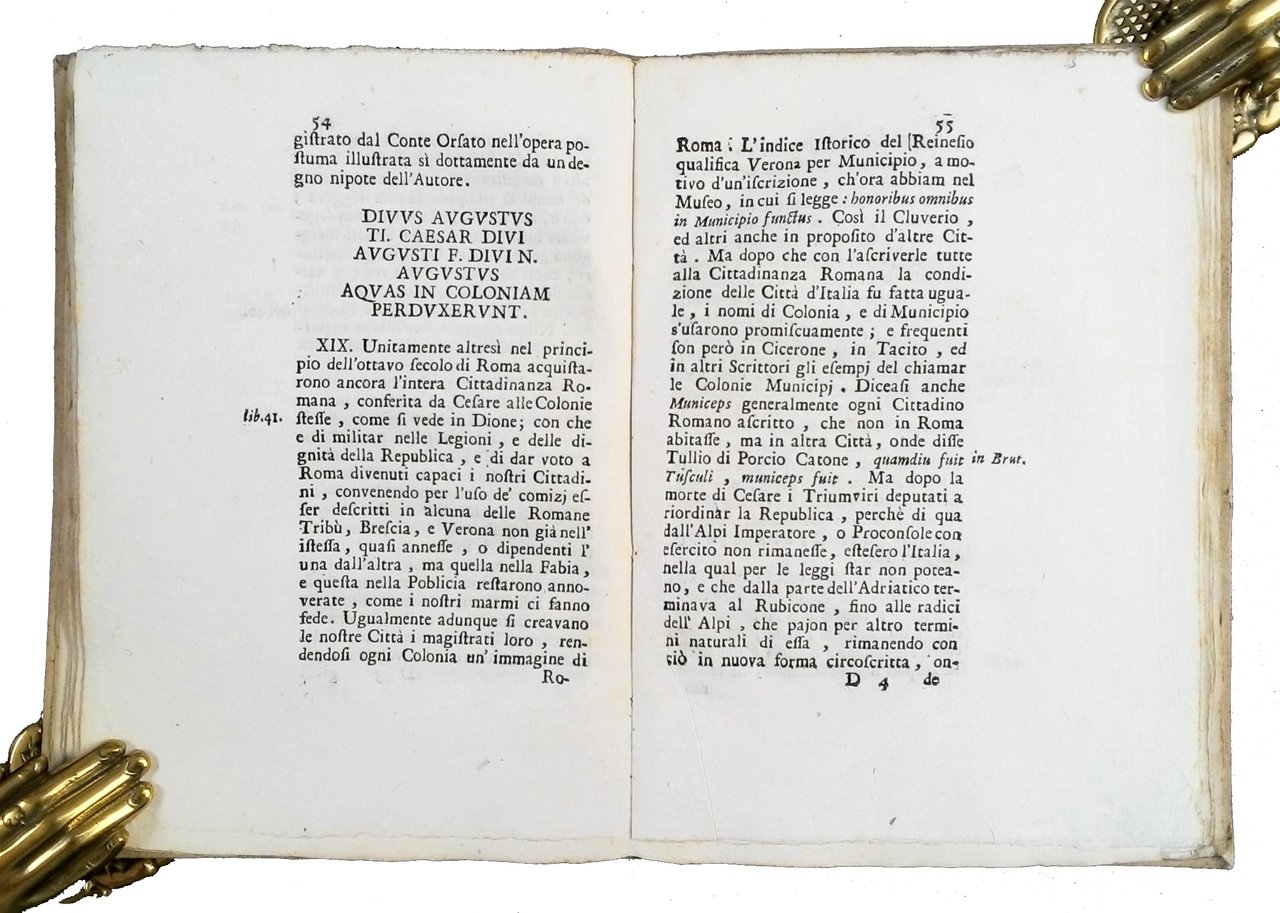 54
giſtrato dal Conte Orſato nell'opera po-
ſtuma illuſtrata sì dottamente da un de-
gno nipote dell'Autore.
DIVVS AVGVSTVS
TI. CAESAR DIVI
AVGVSTI F. DIVI N.
AVGVSTVS
AQVAS IN COLONIAM
PERDVXERVNT.
XIX. Unitamente altresì nel princi-
pio dell'ottavo ſecolo di Roma acquiſta-
rono ancora l'intera Cittadinanza Ro-
mana , conferita da Ceſare alle Colonie
lib.41. ſteſſe , come ſi vede in Dione; con che
e di militar nelle Legioni , e delle di-
gnità della Republica , e di dar voto a
Roma divenuti capaci i noſtri Cittadi-
ni , convenendo per l'uſo de' comizj eſ-
ſer deſcritti in alcuna delle Romane
Tribù, Breſcia, e Verona non già nell'
iſteſſa, quaſi anneſſe , o dipendenti l'
una dall'altra , ma quella nella Fabia,
e queſta nella Poblicia reſtarono anno-
verate , come i noſtri marmi ci fanno
fede. Ugualmente adunque ſi creavano
le noſtre Città i magiſtrati loro , ren-
dendoſi ogni Colonia un' immagine di
Ro-
55
Roma : L'indice Iſtorico del [Reineſio
qualifica Verona per Municipio, a mo-
tivo d'un'iſcrizione , ch'ora abbiam nel
Muſeo, in cui ſi legge : honoribus omnibus
in Municipio functus . Così il Cluverio ,
ed altri anche in propoſito d'altre Cit-
tà . Ma dopo che con l'aſcriverle tutte
alla Cittadinanza Romana la condi-
zione delle Città d'Italia fu fatta ugua-
le , i nomi di Colonia , e di Municipio
s'uſarono promiſcuamente ; e frequenti
ſon però in Cicerone , in Tacito , ed
in altri Scrittori gli eſempj del chiamar
le Colonie Municipj . Diceaſi anche
Municeps generalmente ogni Cittadino
Romano aſcritto , che non in Roma
abitaſſe , ma in altra Città, onde diſſe
Tullio di Porcio Catone , quamdiu fuit in Brut.
Tuſculi , municeps fuit . Ma dopo la
morte di Ceſare i Triumviri deputati a
riordinar la Republica , perchè di qua
dall'Alpi Imperatore , o Proconſole con
eſercito non rimaneſſe, eſteſero l'Italia,
nella qual per le leggi ſtar non potea-
no, e che dalla parte dell'Adriatico ter-
minava al Rubicone , fino alle radici
dell' Alpi , che pajon per altro termi-
ni naturali di eſſa , rimanendo con
ciò in nuova forma circoſcritta, on-
D 4 de